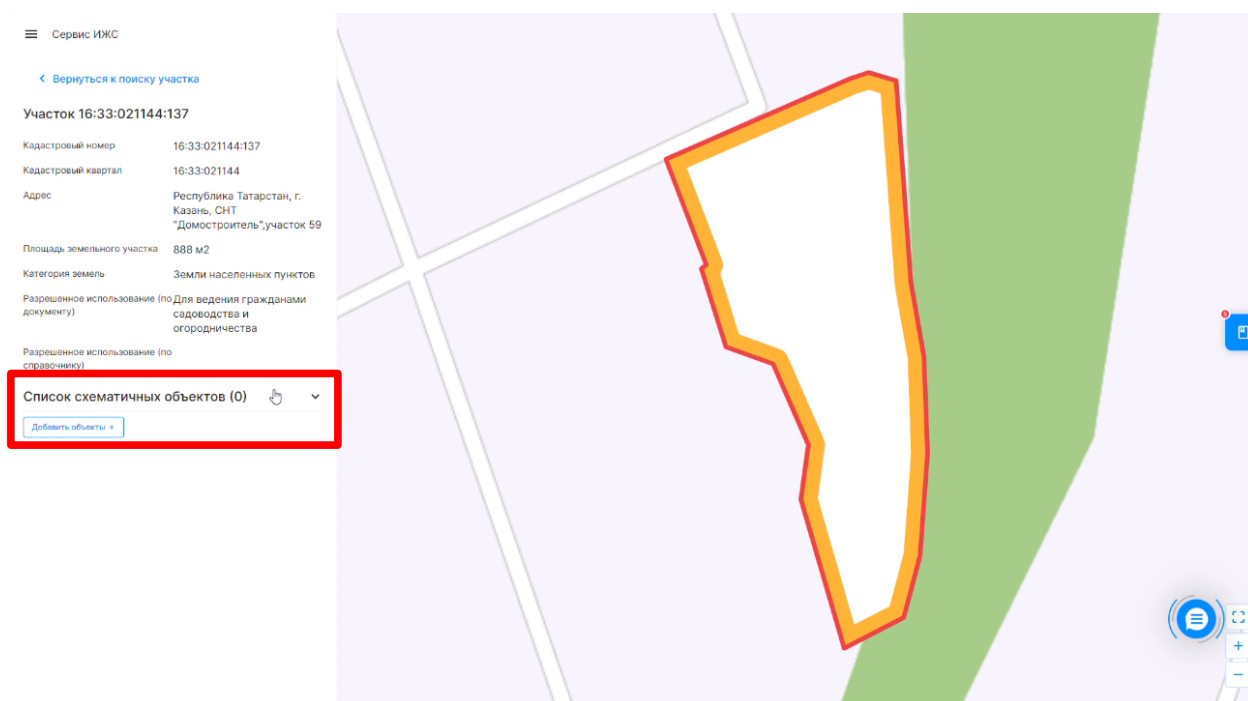 Сервис ИЖС
Вернуться к поиску участка
Участок 16:33:021144:137
Кадастровый номер 16:33:021144:137
Кадастровый квартал 16:33:021144
Адрес Республика Татарстан, г.
Казань, СНТ
"Домостроитель",участок 59
Площадь земельного участка 888 м2
Категория земель Земли населенных пунктов
Разрешенное использование (по документу) Для ведения гражданами
садоводства и
огородничества
Разрешенное использование (по
справочнику)
Список схематичных объектов (0)
Добавить объекты +